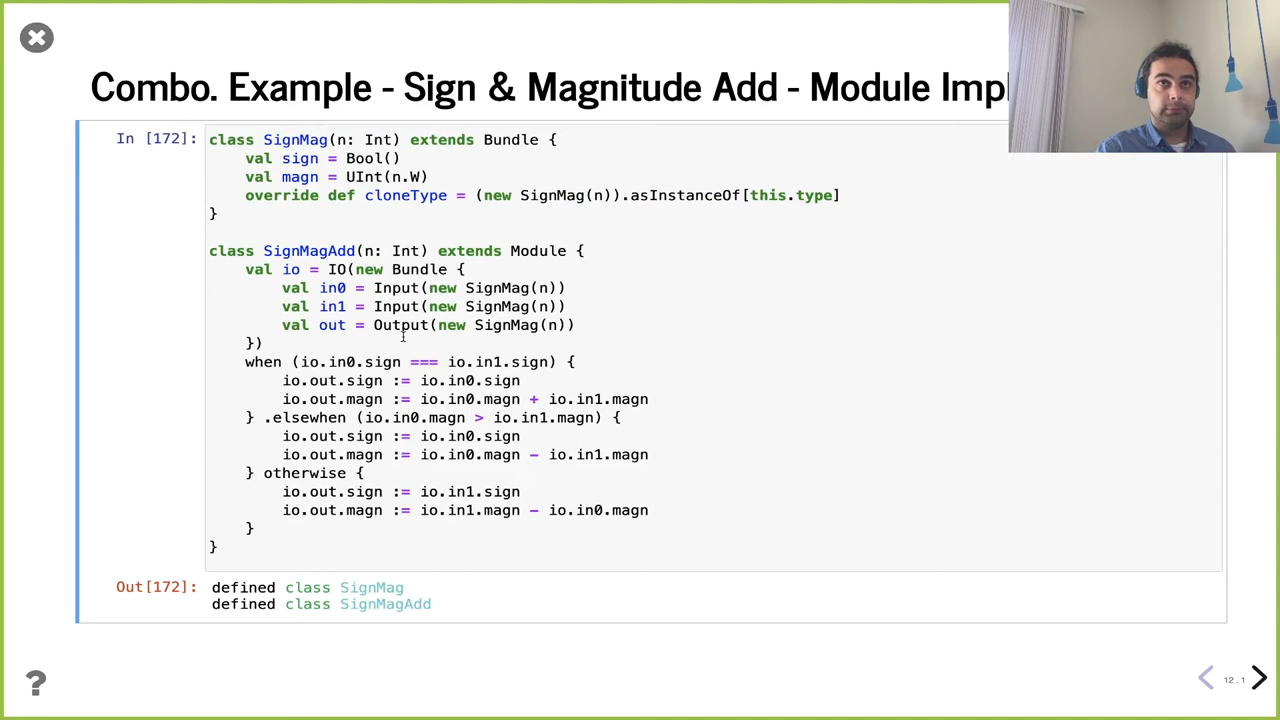 Combo. Example - Sign & Magnitude Add - Module Impl
In [172]:
class SignMag(n: Int) extends Bundle {
    val sign = Bool()
    val magn = UInt(n.W)
    override def cloneType = (new SignMag(n)).asInstanceOf[this.type]
}
class SignMagAdd(n: Int) extends Module {
    val io = IO(new Bundle {
        val in0 = Input(new SignMag(n))
        val in1 = Input(new SignMag(n))
        val out = Output(new SignMag(n))
    })
    when (io.in0.sign === io.in1.sign) {
        io.out.sign := io.in0.sign
        io.out.magn := io.in0.magn + io.in1.magn
    } .elsewhen (io.in0.magn > io.in1.magn) {
        io.out.sign := io.in0.sign
        io.out.magn := io.in0.magn - io.in1.magn
    } otherwise {
        io.out.sign := io.in1.sign
        io.out.magn := io.in1.magn - io.in0.magn
    }
}
Out[172]: defined class SignMag
defined class SignMagAdd
?
12.1